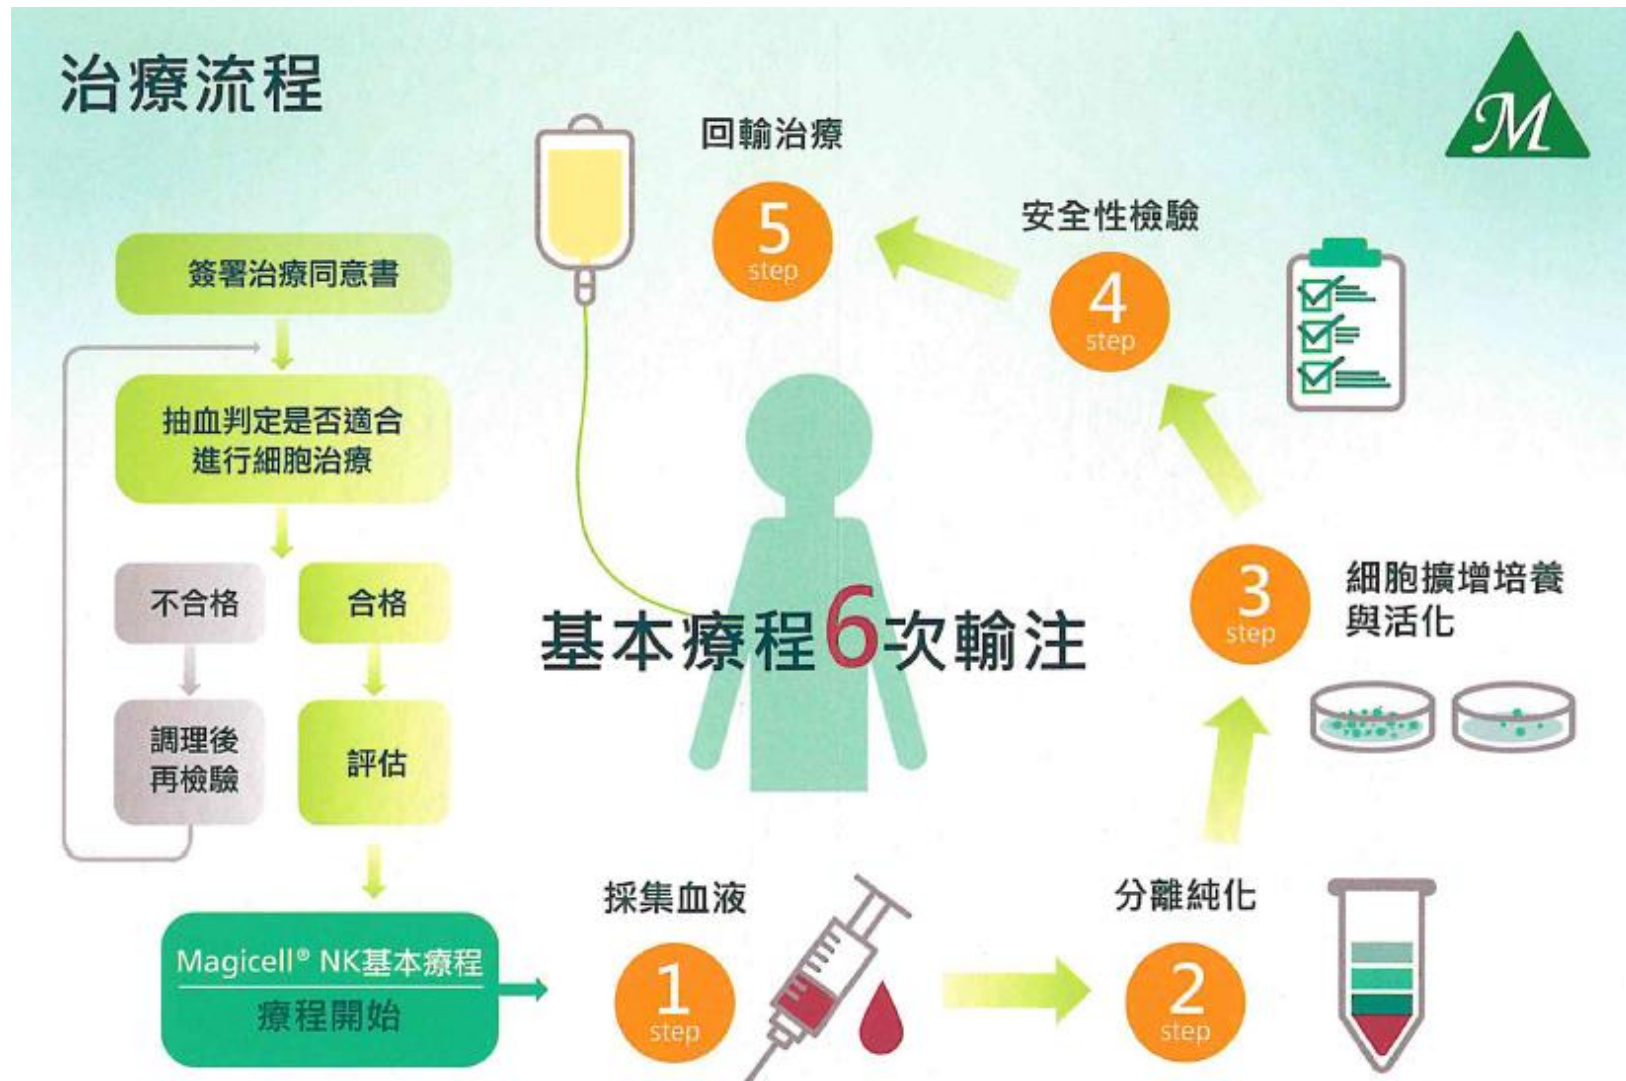 治療流程
簽署治療同意書
抽血判定是否適合
進行細胞治療
不合格
合格
調理後
再檢驗
評估
Magicell® NK基本療程
療程開始
採集血液
1
step
分離純化
2
step
3
step
細胞擴增培養
與活化
安全性檢驗
4
step
回輸治療
5
step
基本療程6次輸注
M